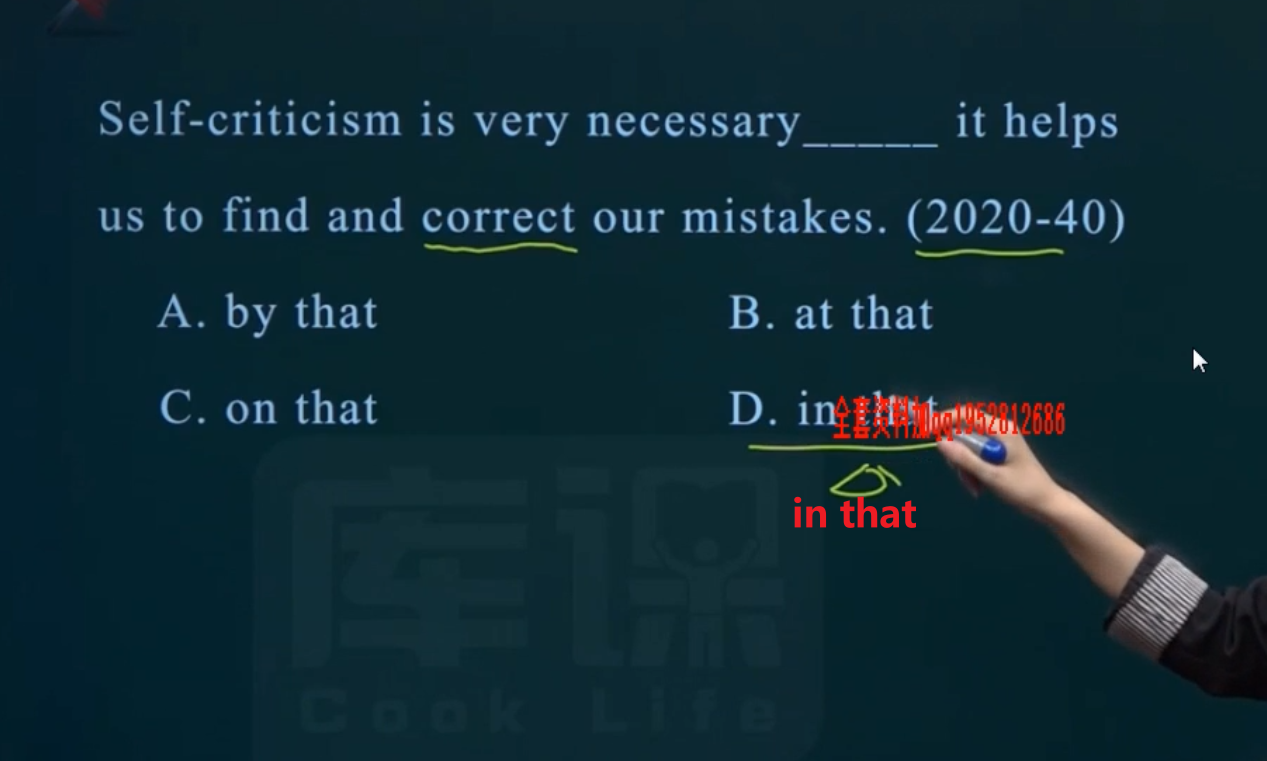 Self-criticism is very necessary_____ it helps
us to find and correct our mistakes. (2020-40)
A. by that
B. at that
C. on that
D. in that
全套资料加qq1952812686
in that
库课
Cook Life